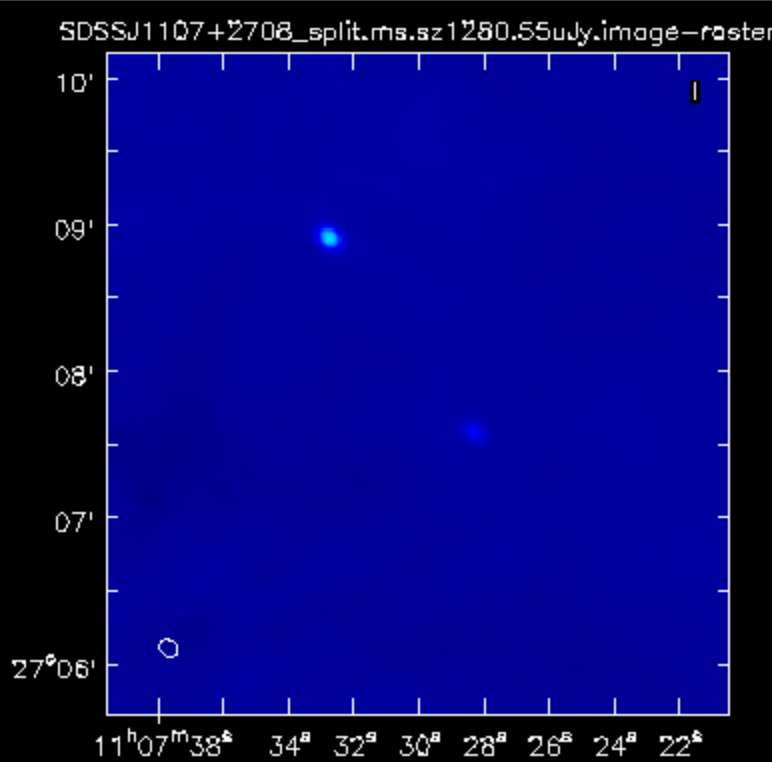 SDSSJ1107+2708_split.ms.sz1280.55uJy.image-raster
I
10'
09'
08'
07'
27°06'
11ʰ07ᵐ38ˢ 34ˢ 32ˢ 30ˢ 28ˢ 26ˢ 24ˢ 22ˢ